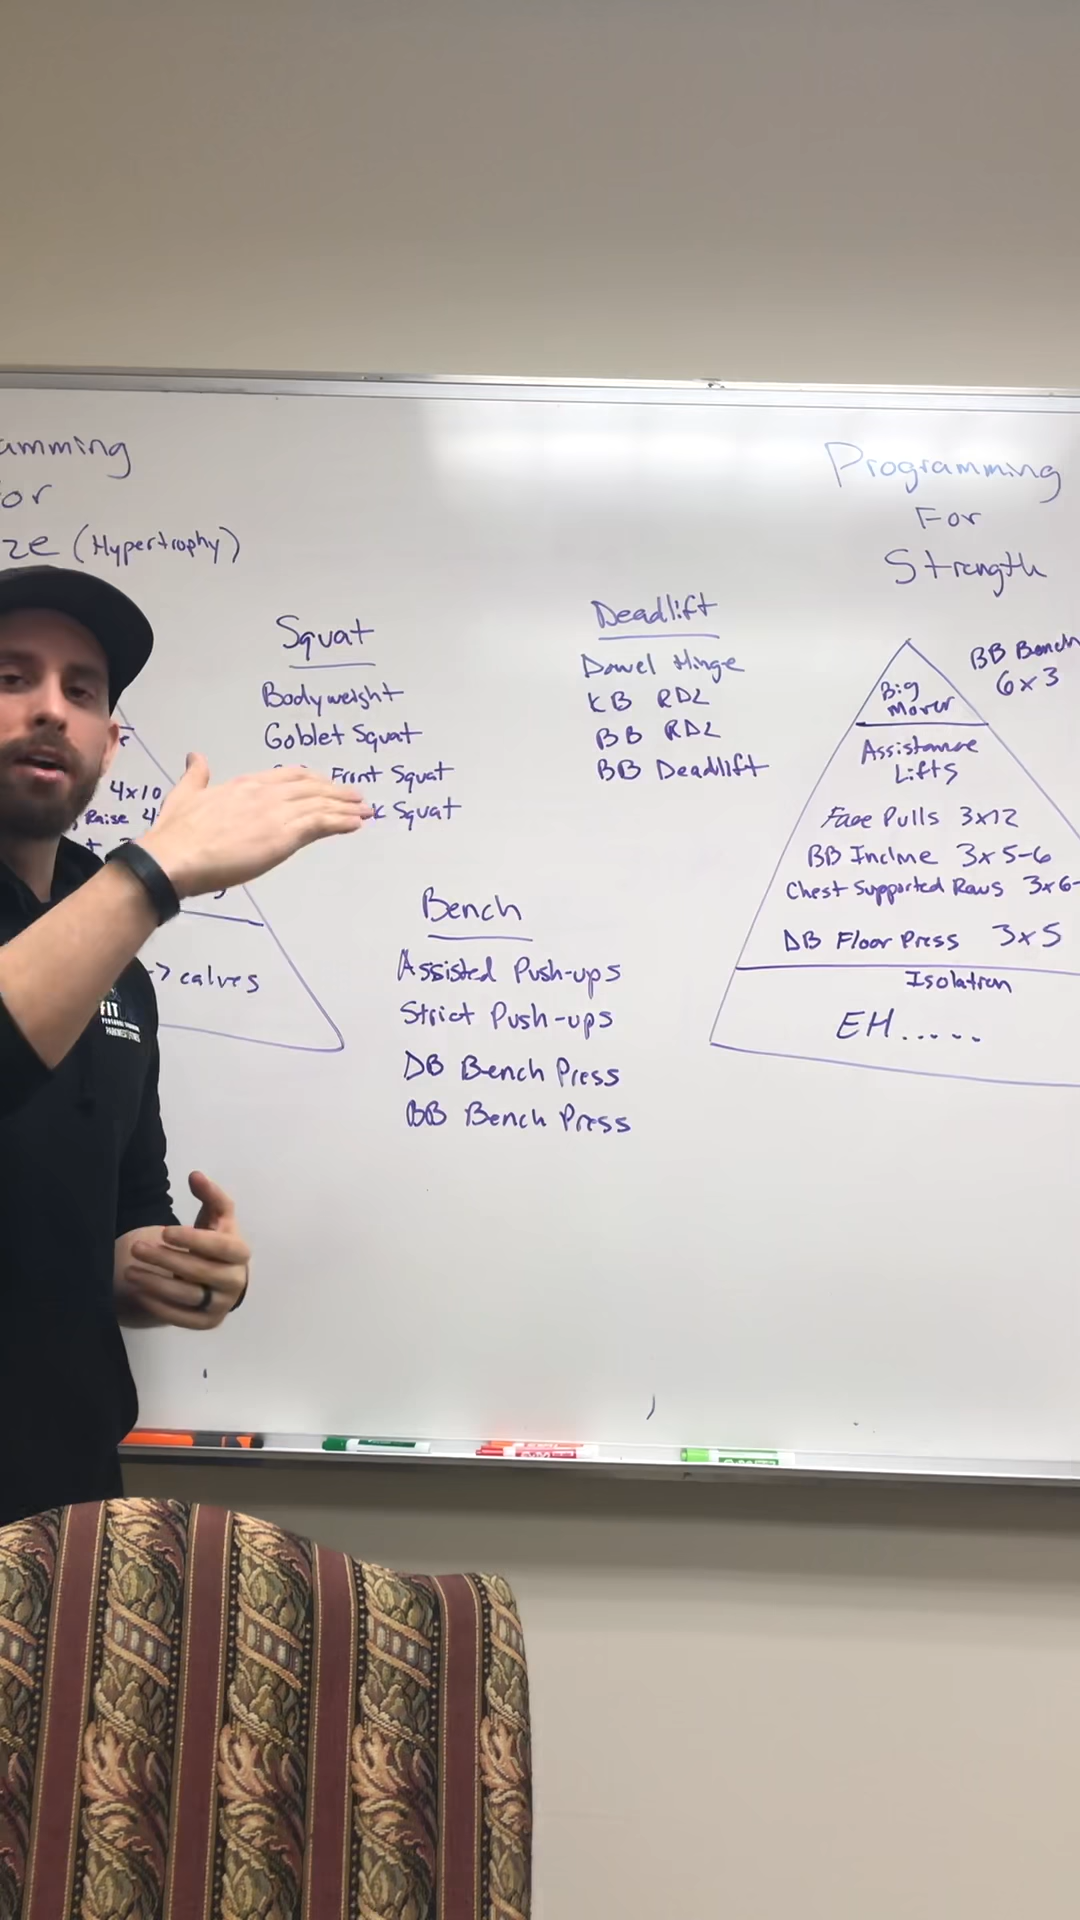 (Hypertrophy)
4x10
Raise
→ calves
Squat
Bodyweight
Goblet Squat
Front Squat
Squat
Deadlift
Dowel Hinge
KB RDL
BB RDL
BB Deadlift
Bench
Assisted Push-ups
Strict Push-ups
DB Bench Press
BB Bench Press
Programming
For
Strength
BB Bench
6x3
Big
Mover
Assistance
Lifts
Face Pulls 3x12
BB Incline 3x5-6
Chest Supported Rows 3x6-
DB Floor Press 3x5
Isolation
EH.....
FIT